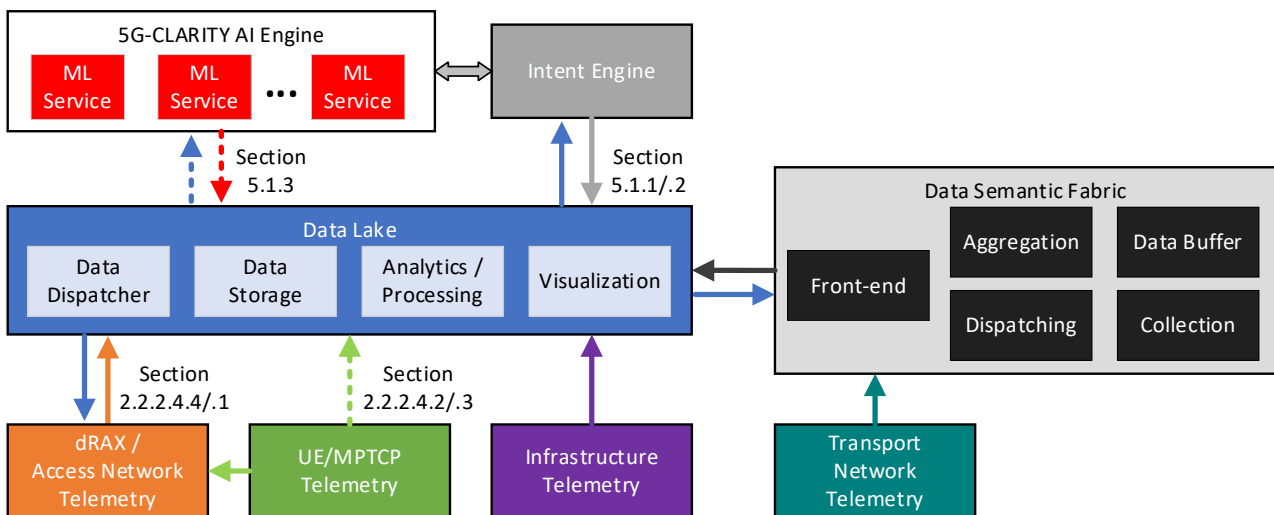 5G-CLARITY AI Engine
ML
Service
ML
Service
...
ML
Service
Intent Engine
Section
5.1.3
Section
5.1.1/.2
Data Lake
Data
Dispatcher
Data
Storage
Analytics /
Processing
Visualization
Data Semantic Fabric
Front-end
Aggregation
Data Buffer
Dispatching
Collection
Section
2.2.2.4.4/.1
Section
2.2.2.4.2/.3
dRAX /
Access Network
Telemetry
UE/MPTCP
Telemetry
Infrastructure
Telemetry
Transport
Network
Telemetry